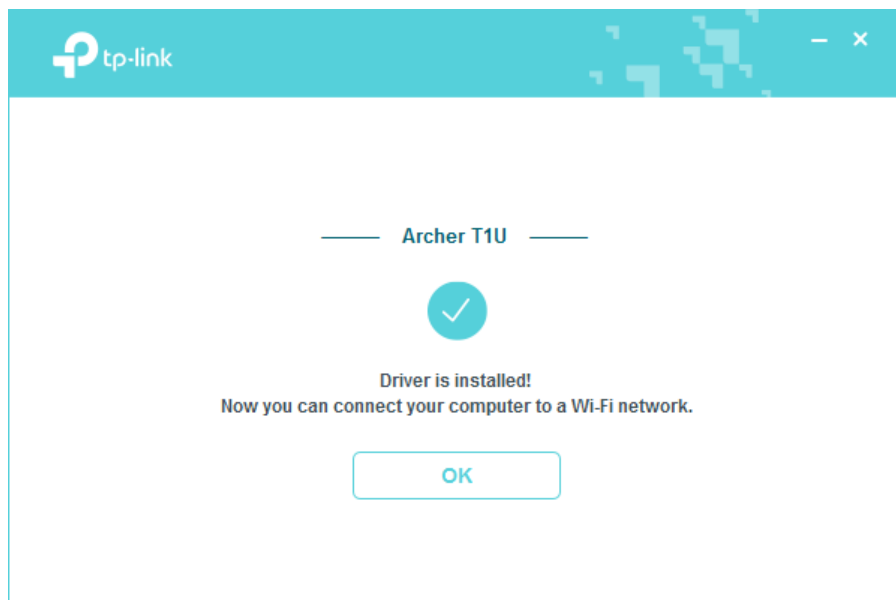 tp-link
Archer T1U
Driver is installed!
Now you can connect your computer to a Wi-Fi network.
OK